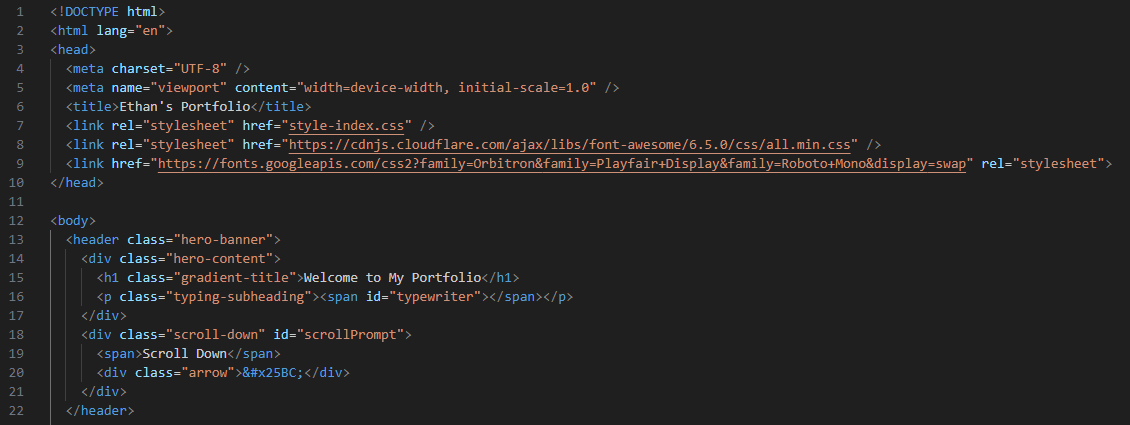 1 <!DOCTYPE html>
2 <html lang="en">
3 <head>
4   <meta charset="UTF-8" />
5   <meta name="viewport" content="width=device-width, initial-scale=1.0" />
6   <title>Ethan's Portfolio</title>
7   <link rel="stylesheet" href="style-index.css" />
8   <link rel="stylesheet" href="https://cdnjs.cloudflare.com/ajax/libs/font-awesome/6.5.0/css/all.min.css" />
9   <link href="https://fonts.googleapis.com/css2?family=Orbitron&family=Playfair+Display&family=Roboto+Mono&display=swap" rel="stylesheet">
10 </head>
11
12 <body>
13   <header class="hero-banner">
14     <div class="hero-content">
15       <h1 class="gradient-title">Welcome to My Portfolio</h1>
16       <p class="typing-subheading"><span id="typewriter"></span></p>
17     </div>
18     <div class="scroll-down" id="scrollPrompt">
19       <span>Scroll Down</span>
20       <div class="arrow">&#x25BC;</div>
21     </div>
22   </header>